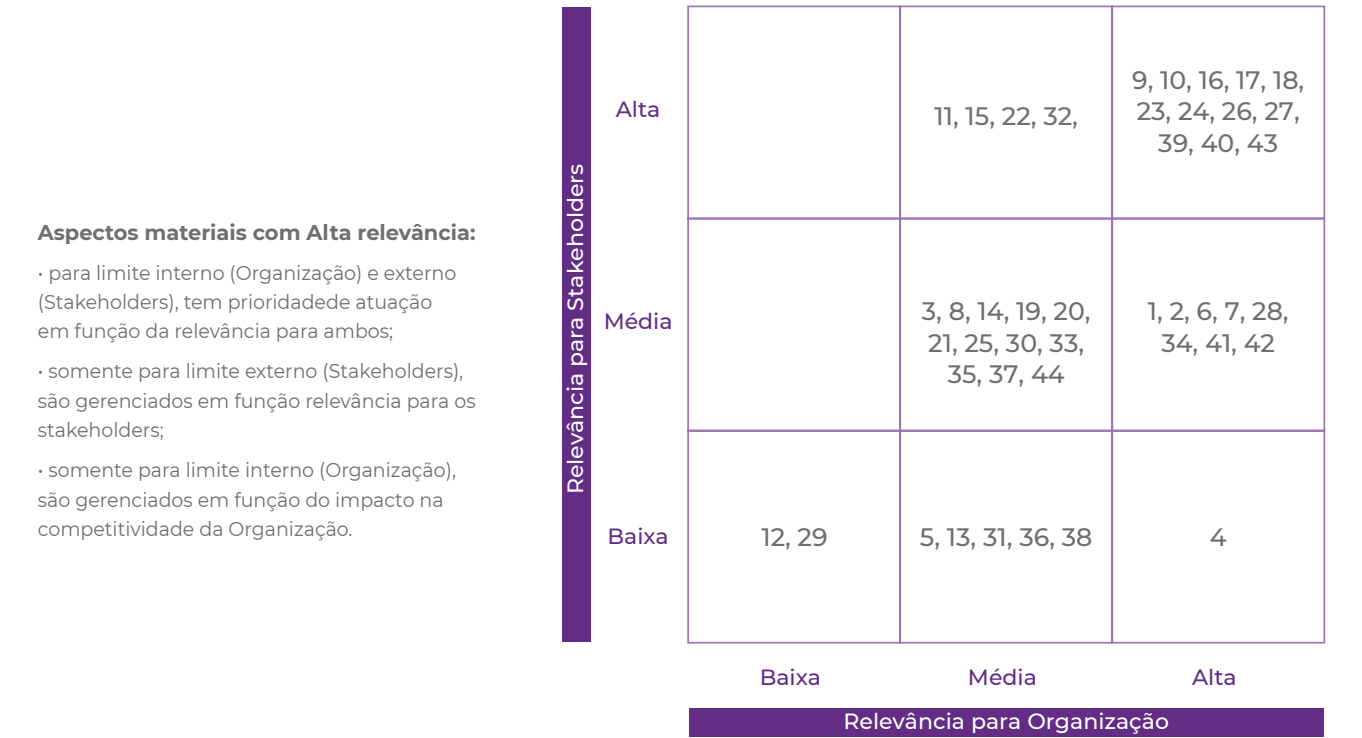 Aspectos materiais com Alta relevância:
• para limite interno (Organização) e externo
(Stakeholders), tem prioridadede atuação
em função da relevância para ambos;
• somente para limite externo (Stakeholders),
são gerenciados em função relevância para os
stakeholders;
• somente para limite interno (Organização),
são gerenciados em função do impacto na
competitividade da Organização.
Relevância para Stakeholders
Alta
11, 15, 22, 32,
9, 10, 16, 17, 18,
23, 24, 26, 27,
39, 40, 43
Média
3, 8, 14, 19, 20,
21, 25, 30, 33,
35, 37, 44
1, 2, 6, 7, 28,
34, 41, 42
Baixa
12, 29
5, 13, 31, 36, 38
4
Baixa
Média
Alta
Relevância para Organização